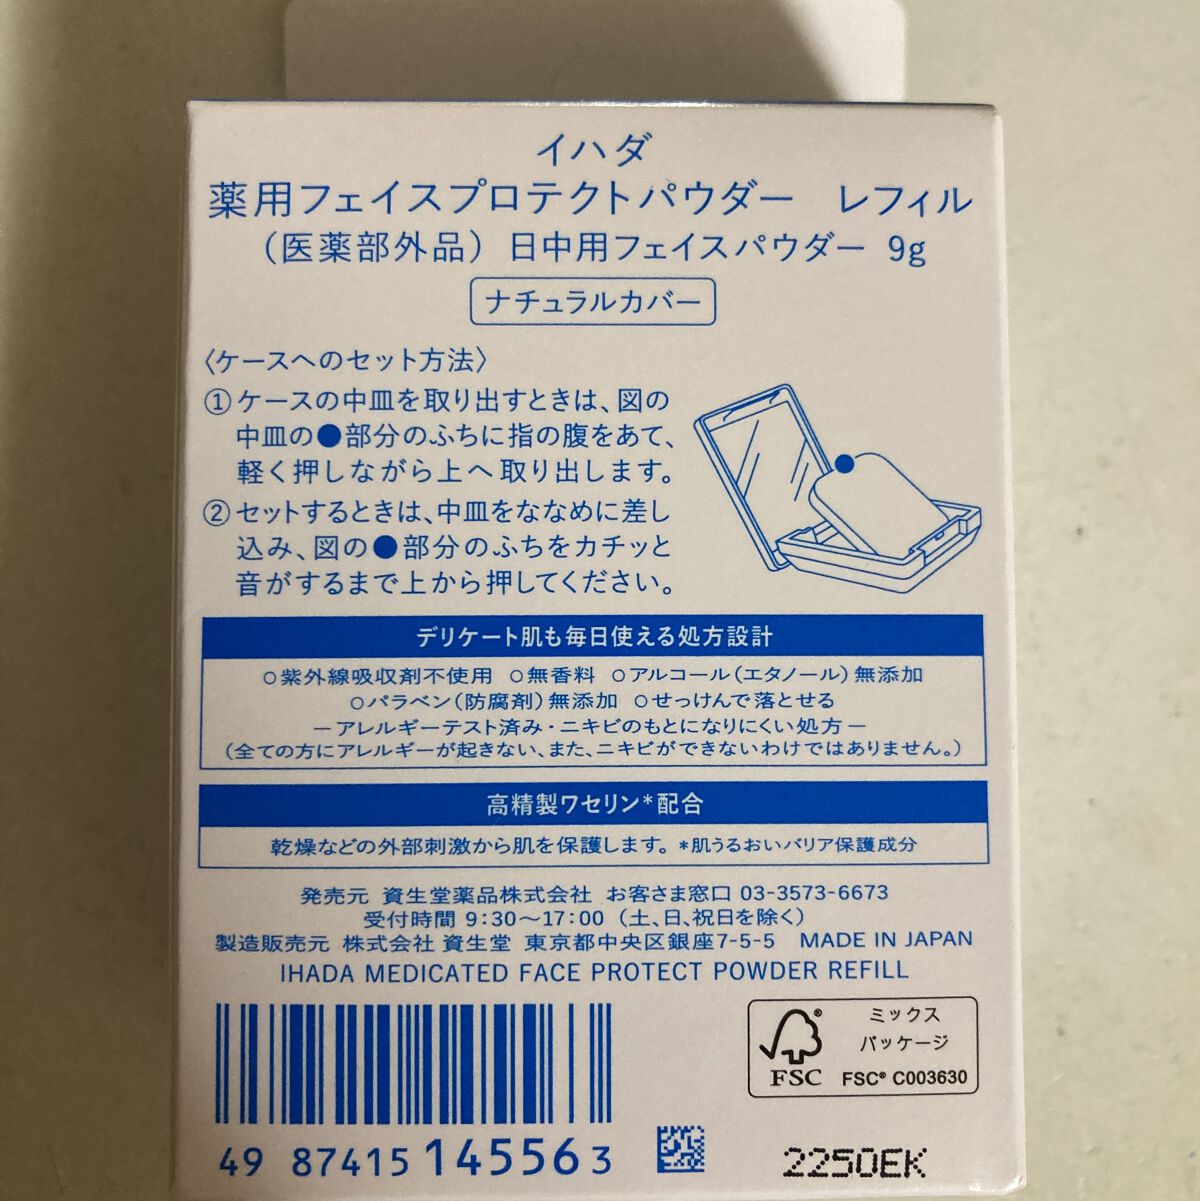 イハダ
薬用フェイスプロテクトパウダー　レフィル
（医薬部外品）日中用フェイスパウダー 9g
ナチュラルカバー
〈ケースへのセット方法〉
①ケースの中皿を取り出すときは、図の
中皿の●部分のふちに指の腹をあて、
軽く押しながら上へ取り出します。
②セットするときは、中皿をななめに差し
込み、図の●部分のふちをカチッと
音がするまで上から押してください。
デリケート肌も毎日使える処方設計
○紫外線吸収剤不使用 ○無香料 ○アルコール（エタノール）無添加
○パラベン（防腐剤）無添加 ○せっけんで落とせる
－アレルギーテスト済み・ニキビのもとになりにくい処方－
（全ての方にアレルギーが起きない、また、ニキビができないわけではありません。）
高精製ワセリン*配合
乾燥などの外部刺激から肌を保護します。*肌うるおいバリア保護成分
発売元 資生堂薬品株式会社 お客さま窓口 03-3573-6673
受付時間 9:30～17:00（土、日、祝日を除く）
製造販売元 株式会社 資生堂 東京都中央区銀座7-5-5　MADE IN JAPAN
IHADA MEDICATED FACE PROTECT POWDER REFILL
ミックス
パッケージ
FSC
FSC® C003630
49 87415 145563
2250EK